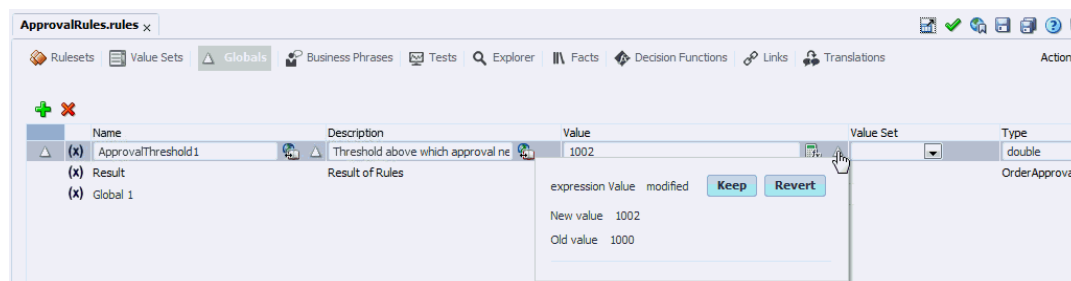 ApprovalRules.rules ×
Rulesets Value Sets Globals Business Phrases Tests Explorer Facts Decision Functions Links Translations Action
Name Description Value Value Set Type
(x) ApprovalThreshold1 Threshold above which approval ne 1002 double
(x) Result Result of Rules OrderApprova
(x) Global 1
expression Value modified Keep Revert
New value 1002
Old value 1000